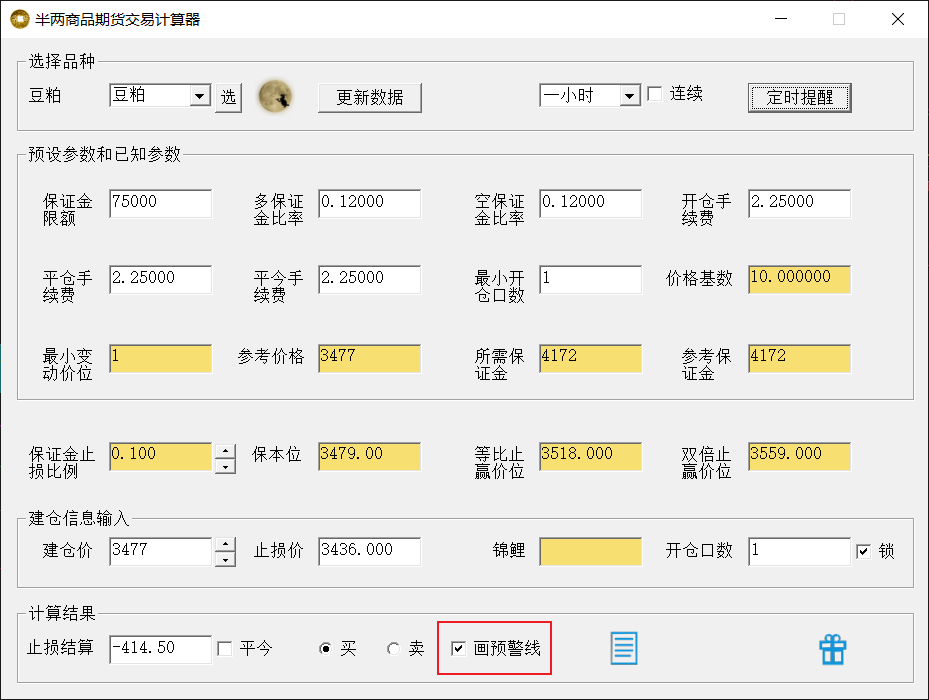 半两商品期货交易计算器
选择品种
豆粕 豆粕 选 更新数据 一小时 连续 定时提醒
预设参数和已知参数
保证金限额 75000 多保证金比率 0.12000 空保证金比率 0.12000 开仓手续费 2.25000
平仓手续费 2.25000 平今手续费 2.25000 最小开仓口数 1 价格基数 10.000000
最小变动价位 1 参考价格 3477 所需保证金 4172 参考保证金 4172
保证金止损比例 0.100 保本位 3479.00 等比止赢价位 3518.000 双倍止赢价位 3559.000
建仓信息输入
建仓价 3477 止损价 3436.000 锦鲤 开仓口数 1 锁
计算结果
止损结算 -414.50 平今 买 卖 画预警线